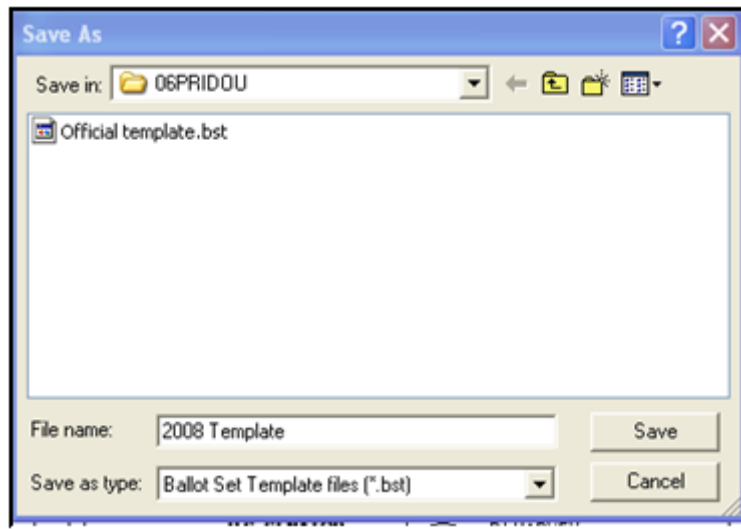 Save As
Save in: 06PRIDOU
Official template.bst
File name: 2008 Template Save
Save as type: Ballot Set Template files (*.bst) Cancel